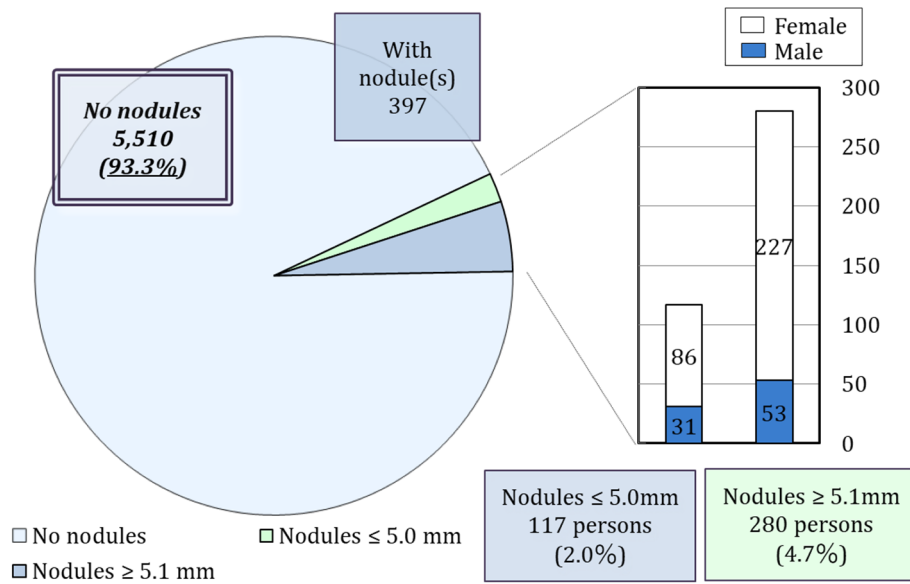 With
nodule(s)
397
No nodules
5,510
(93.3%)
Female
Male
300
250
200
150
100
50
0
227
86
31
53
Nodules ≤ 5.0mm
117 persons
(2.0%)
Nodules ≥ 5.1mm
280 persons
(4.7%)
No nodules
Nodules ≤ 5.0 mm
Nodules ≥ 5.1 mm